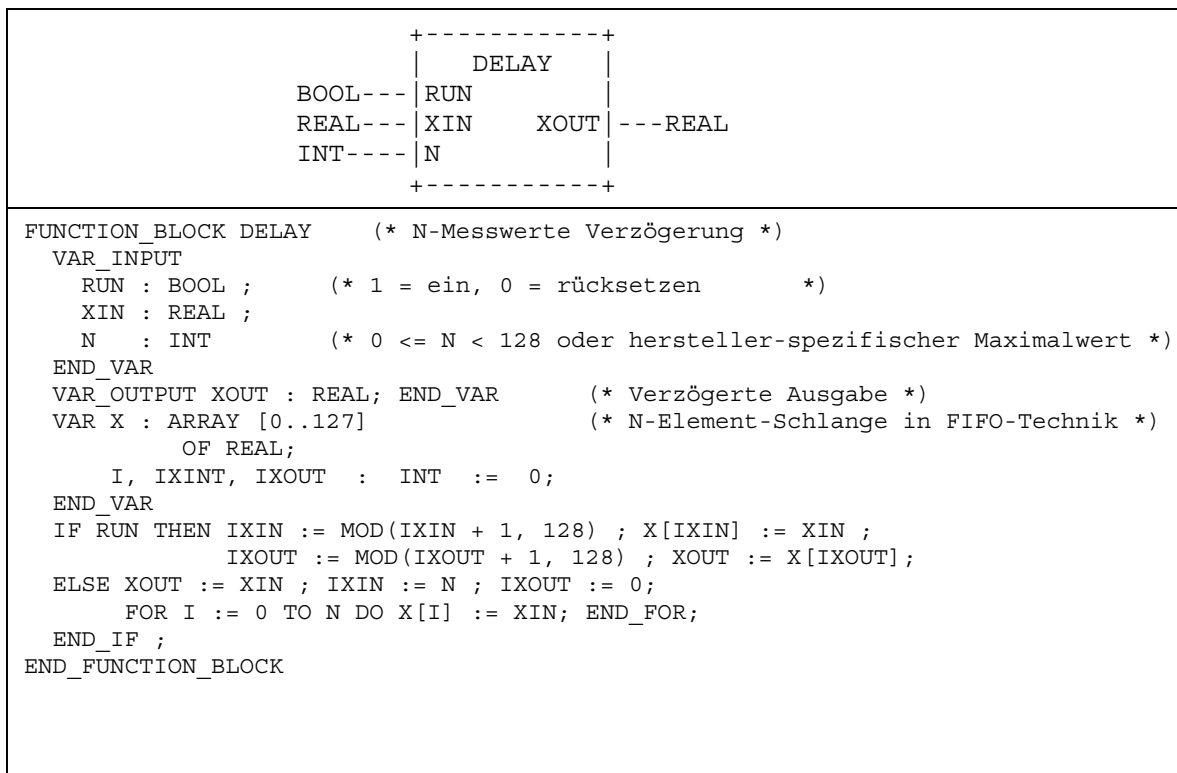 +-----------+
|   DELAY   |
BOOL---|RUN        |
REAL---|XIN    XOUT|---REAL
INT----|N          |
+-----------+
FUNCTION_BLOCK DELAY    (* N-Messwerte Verzögerung *)
VAR_INPUT
RUN : BOOL ;      (* 1 = ein, 0 = rücksetzen        *)
XIN : REAL ;
N   : INT         (* 0 <= N < 128 oder hersteller-spezifischer Maximalwert *)
END_VAR
VAR_OUTPUT XOUT : REAL; END_VAR      (* Verzögerte Ausgabe *)
VAR X : ARRAY [0..127]               (* N-Element-Schlange in FIFO-Technik *)
OF REAL;
I, IXINT, IXOUT  :  INT  :=  0;
END_VAR
IF RUN THEN IXIN := MOD(IXIN + 1, 128) ; X[IXIN] := XIN ;
IXOUT := MOD(IXOUT + 1, 128) ; XOUT := X[IXOUT];
ELSE XOUT := XIN ; IXIN := N ; IXOUT := 0;
FOR I := 0 TO N DO X[I] := XIN; END_FOR;
END_IF ;
END_FUNCTION_BLOCK